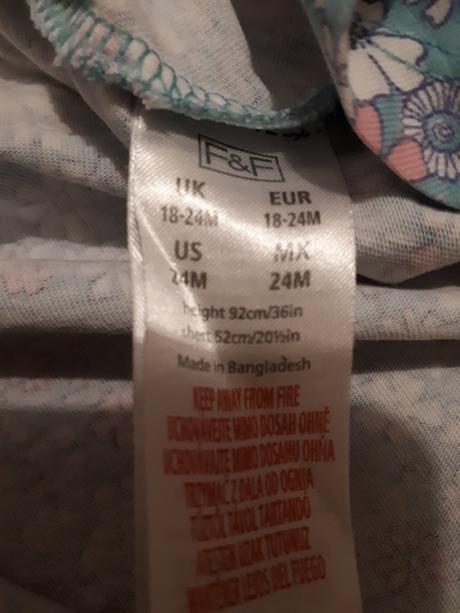 F&F
UK EUR
18-24M 18-24M
US MX
24M 24M
height 92cm/36in
chest 52cm/20½in
Made in Bangladesh
KEEP AWAY FROM FIRE
UCHOVÁVEJTE MIMO DOSAH OHNĚ
UCHOVÁVAJTE MIMO DOSAHU OHŇA
TRZYMAĆ Z DALA OD OGNIA
TŰZTŐL TÁVOL TARTANDÓ
ATEŞTEN UZAK TUTUNUZ
MANTENER LEJOS DEL FUEGO